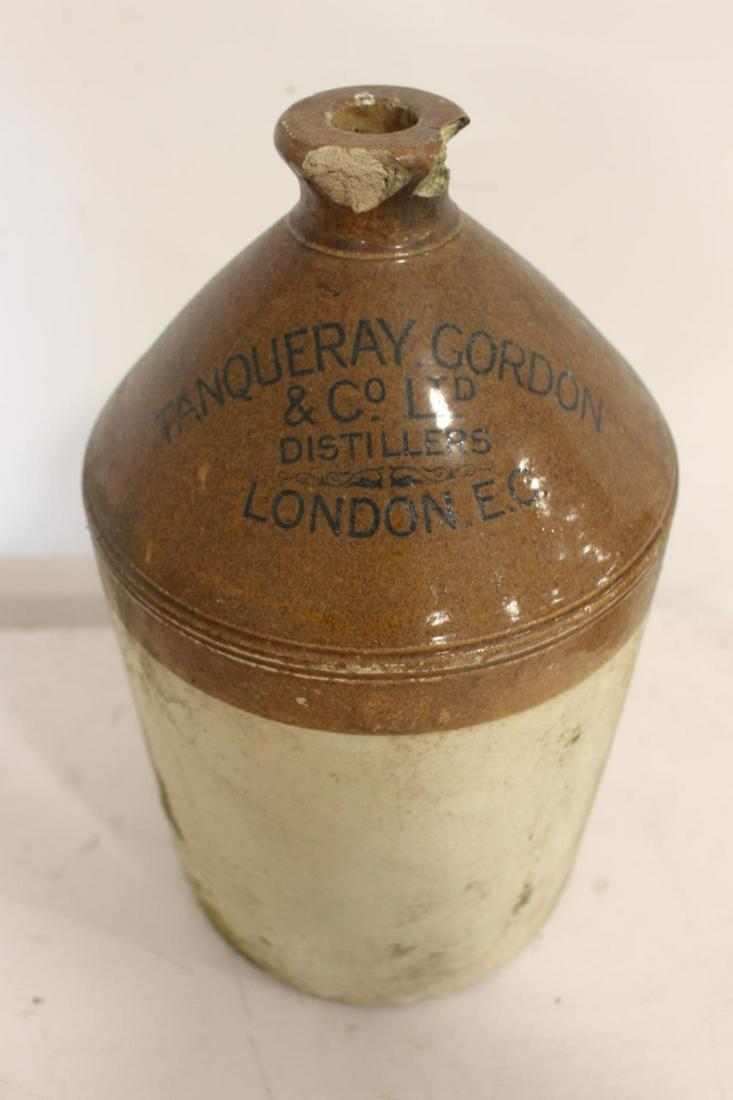 TANQUERAY. GORDON
& Cº LTD
DISTILLERS
LONDON. E.C.